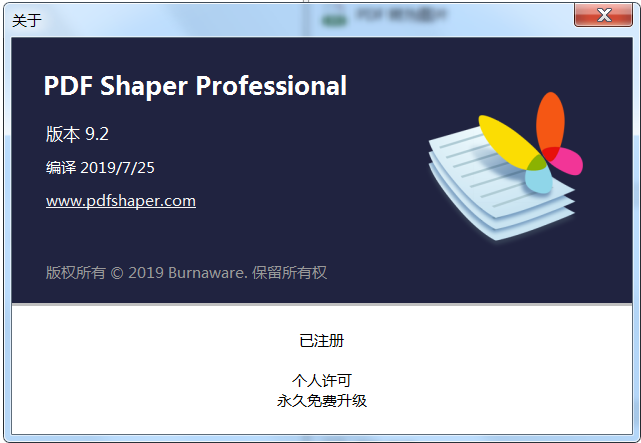 关于
PDF Shaper Professional
版本 9.2
编译 2019/7/25
www.pdfshaper.com
版权所有 © 2019 Burnaware. 保留所有权
已注册
个人许可
永久免费升级